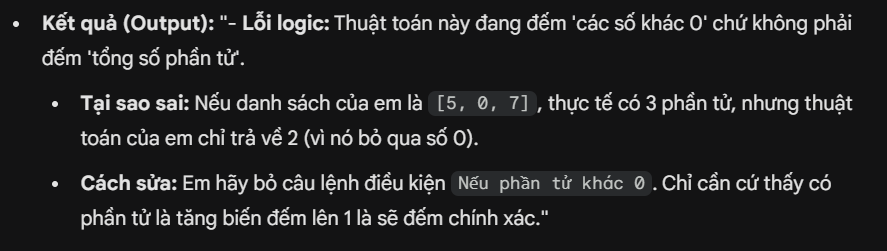 • Kết quả (Output): "- Lỗi logic: Thuật toán này đang đếm 'các số khác 0' chứ không phải
đếm 'tổng số phần tử'.
• Tại sao sai: Nếu danh sách của em là [5, 0, 7], thực tế có 3 phần tử, nhưng thuật
toán của em chỉ trả về 2 (vì nó bỏ qua số 0).
• Cách sửa: Em hãy bỏ câu lệnh điều kiện Nếu phần tử khác 0. Chỉ cần cứ thấy có
phần tử là tăng biến đếm lên 1 là sẽ đếm chính xác."